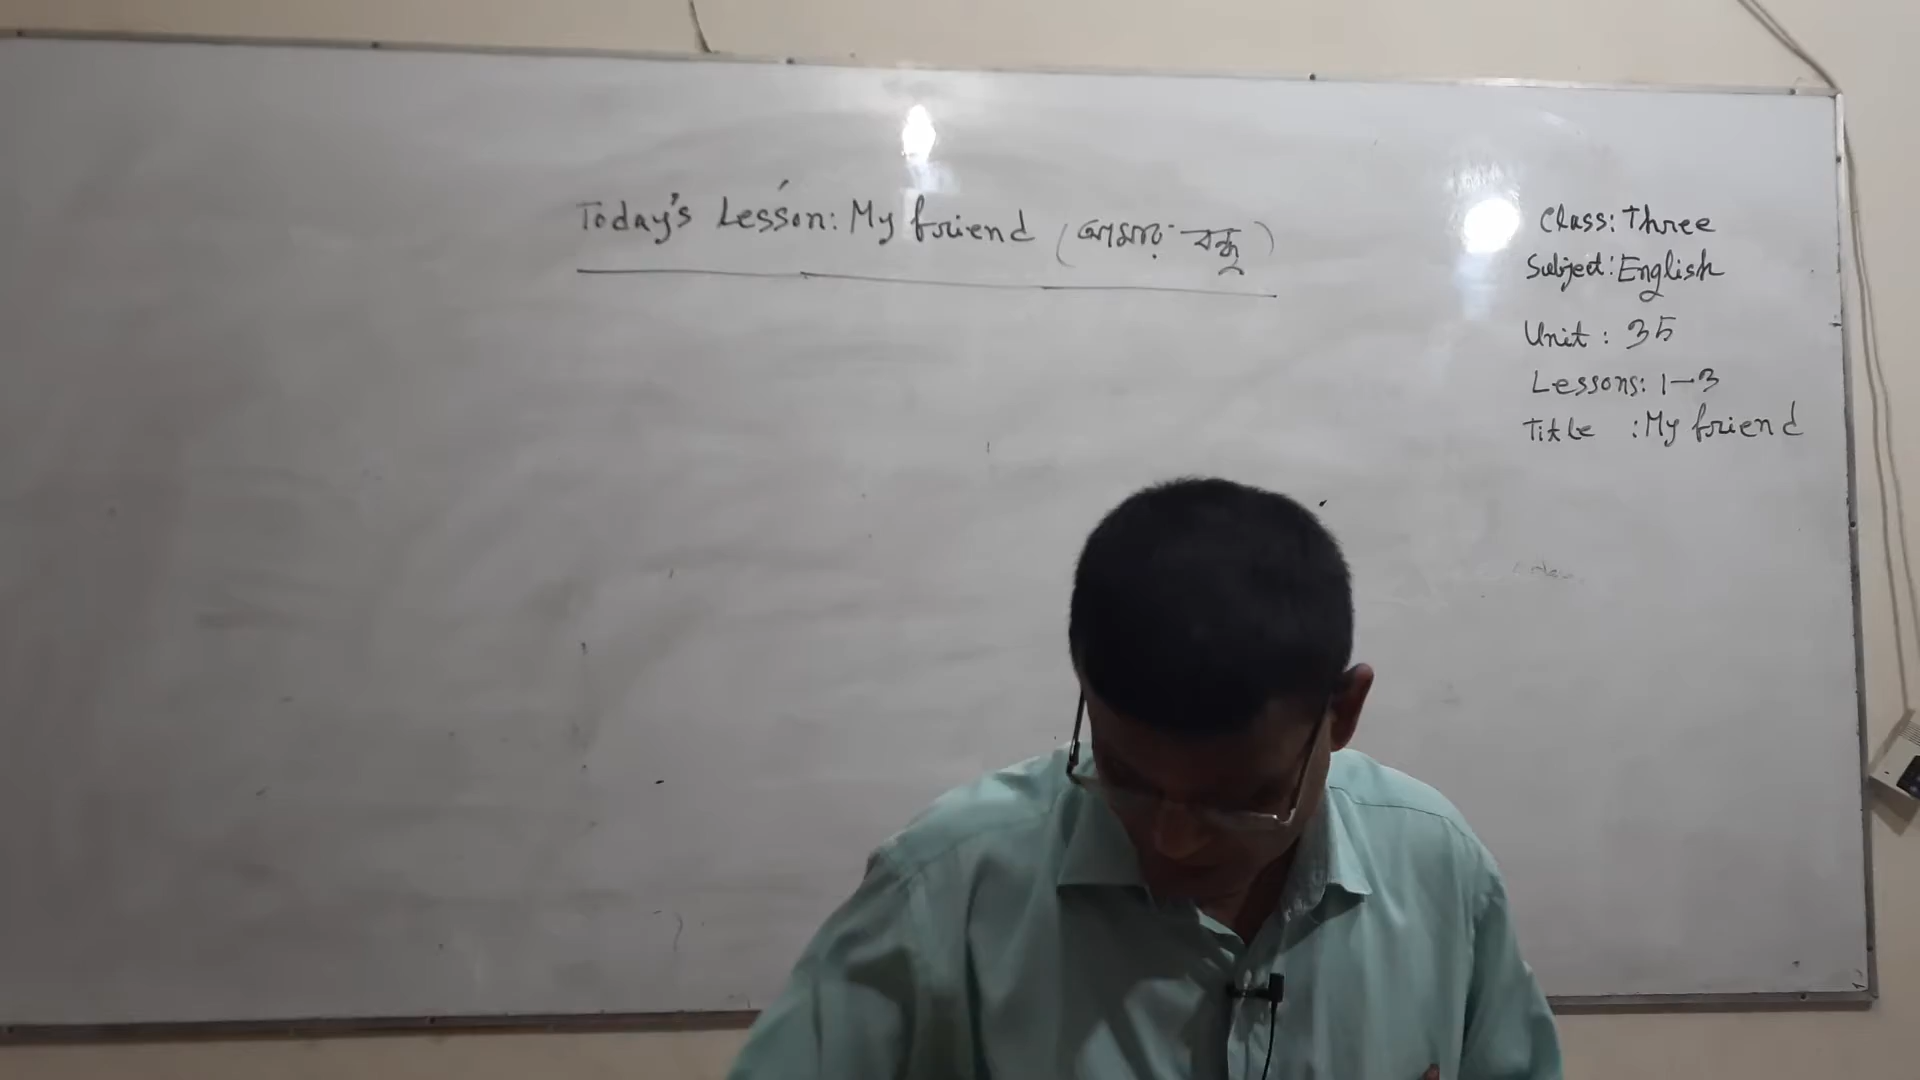 Today's Lesson: My friend (আমার বন্ধু)
Class: Three
Subject: English
Unit : 35
Lessons: 1-3
Title : My friend